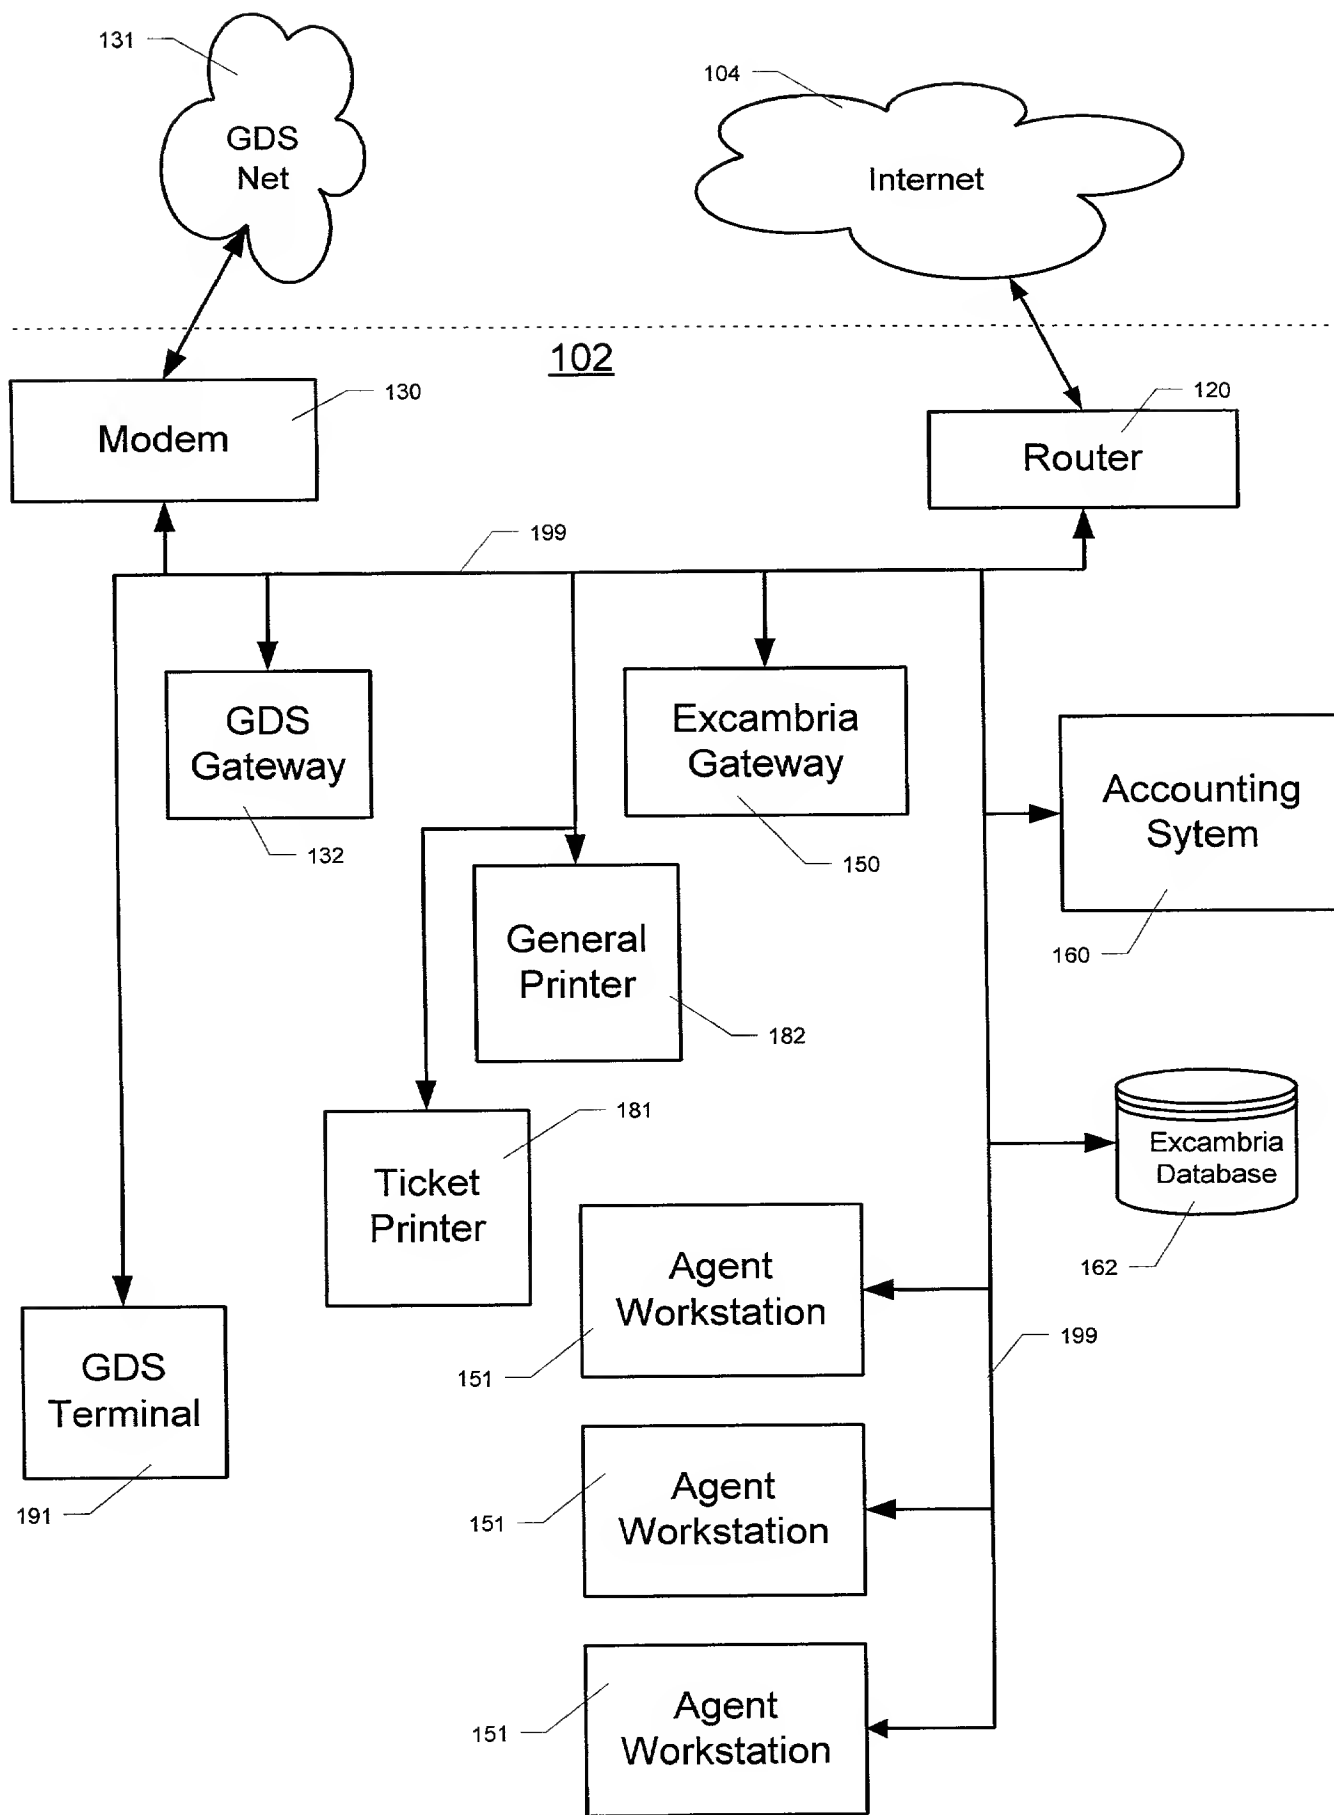 131
GDS
Net
104
Internet
102
130
Modem
120
Router
199
GDS
Gateway
132
Excambria
Gateway
150
Accounting
Sytem
160
General
Printer
182
181
Ticket
Printer
Excambria
Database
162
Agent
Workstation
151
199
GDS
Terminal
191
Agent
Workstation
151
Agent
Workstation
151